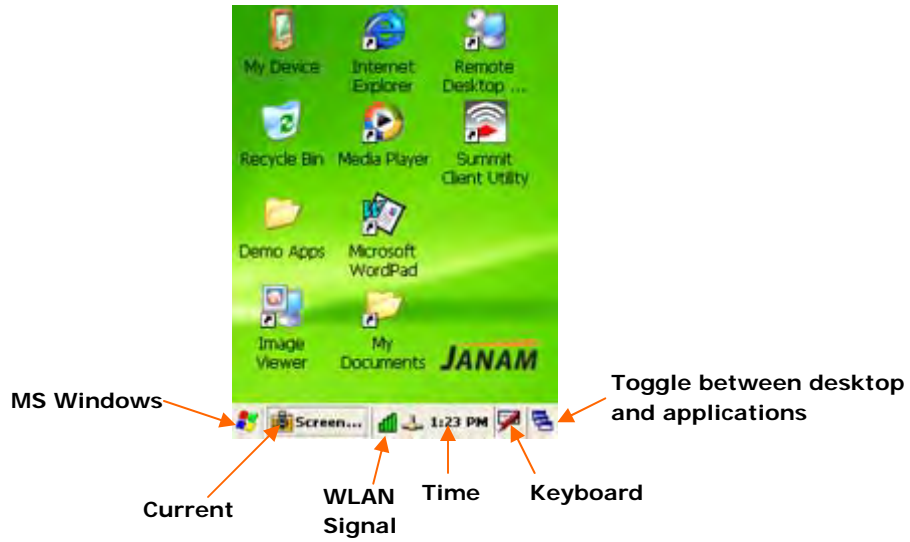 My Device
Internet
Explorer
Remote
Desktop ...
Recycle Bin
Media Player
Summit
Client Utility
Demo Apps
Microsoft
WordPad
Image
Viewer
My
Documents
JANAM
Screen...
1:23 PM
MS Windows
Toggle between desktop
and applications
Current
WLAN
Signal
Time
Keyboard